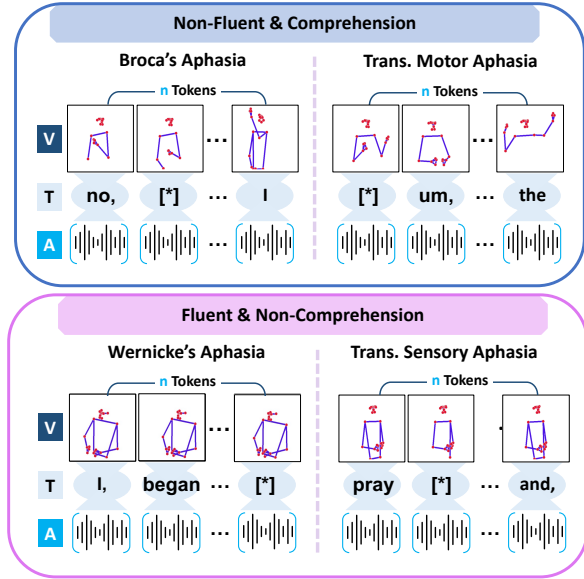 Non-Fluent & Comprehension
Broca's Aphasia
Trans. Motor Aphasia
n Tokens
n Tokens
V
...
...
T
no, [*] ... I
[*] um, ... the
A
...
...
Fluent & Non-Comprehension
Wernicke's Aphasia
Trans. Sensory Aphasia
n Tokens
n Tokens
V
...
.
T
I, began ... [*]
pray [*] ... and,
A
...
...